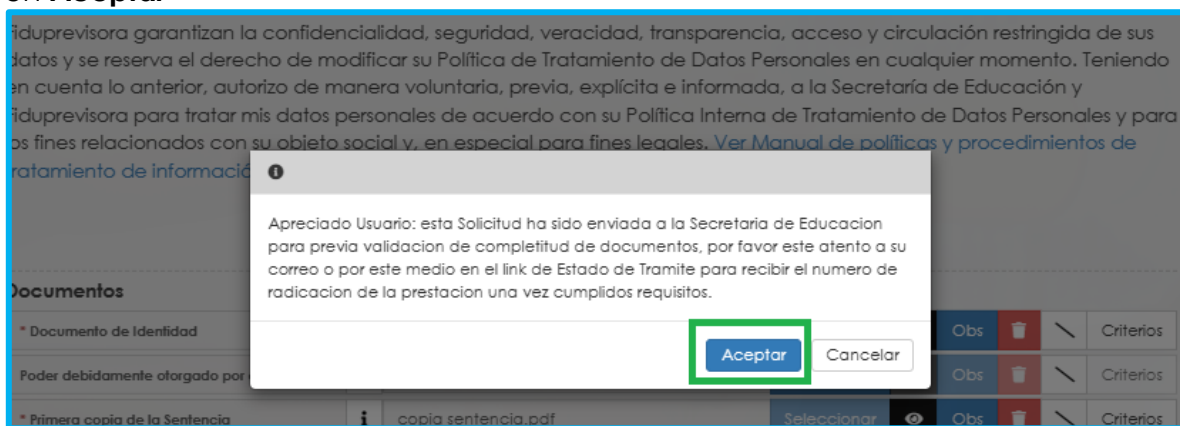 en Aceptar
fiduprevisora garantizan la confidencialidad, seguridad, veracidad, transparencia, acceso y circulación restringida de sus
datos y se reserva el derecho de modificar su Política de Tratamiento de Datos Personales en cualquier momento. Teniendo
en cuenta lo anterior, autorizo de manera voluntaria, previa, explícita e informada, a la Secretaría de Educación y
fiduprevisora para tratar mis datos personales de acuerdo con su Política Interna de Tratamiento de Datos Personales y para
los fines relacionados con su objeto social y, en especial para fines legales. Ver Manual de políticas y procedimientos de
tratamiento de informació
Apreciado Usuario: esta Solicitud ha sido enviada a la Secretaria de Educacion
para previa validacion de completitud de documentos, por favor este atento a su
correo o por este medio en el link de Estado de Tramite para recibir el numero de
radicacion de la prestacion una vez cumplidos requisitos.
Aceptar Cancelar
Documentos
* Documento de Identidad Obs Criterios
Poder debidamente otorgado por Obs Criterios
* Primera copia de la Sentencia i copia sentencia.pdf Seleccionar Obs Criterios